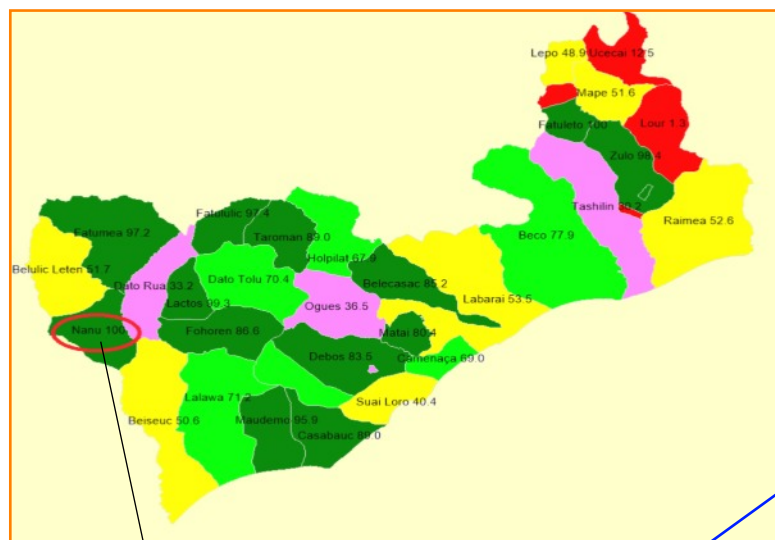 Lepo 48.9
Ucecai 12.5
Mape 51.6
Fatuleto 100
Lour 1.3
Zulo 98.4
Tashilin 30.2
Raimea 52.6
Beco 77.9
Fatululic 97.4
Fatumea 97.2
Taroman 89.0
Holpilat 67.9
Belulic Leten 51.7
Dato Rua 33.2
Dato Tolu 70.4
Belecasac 85.2
Lactos 99.3
Ogues 36.5
Labarai 53.5
Nanu 100
Fohoren 86.6
Matai 80.4
Debos 83.5
Camenaça 69.0
Lalawa 71.2
Suai Loro 40.4
Beiseuc 50.6
Maudemo 95.9
Casabauc 89.0